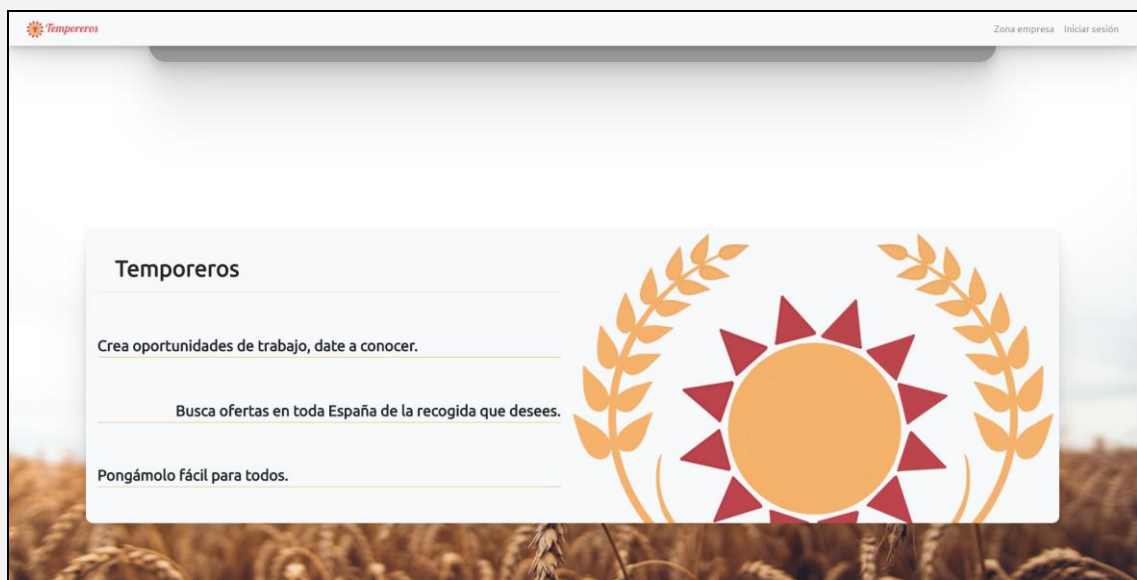 Temporeros
Zona empresa Iniciar sesión
Temporeros
Crea oportunidades de trabajo, date a conocer.
Busca ofertas en toda España de la recogida que desees.
Pongámolo fácil para todos.